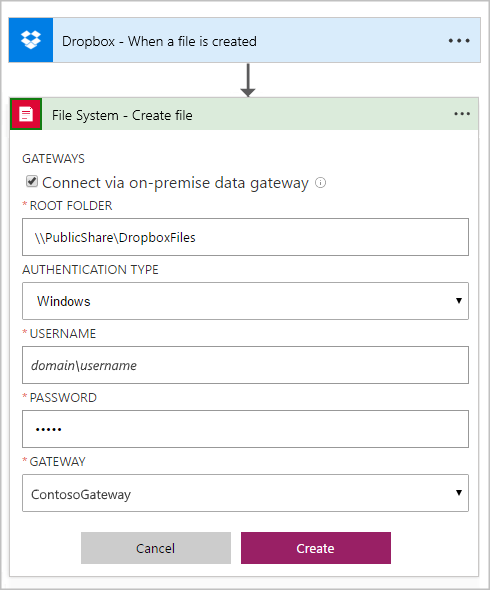 Dropbox - When a file is created
File System - Create file
GATEWAYS
Connect via on-premise data gateway
*ROOT FOLDER
\\PublicShare\DropboxFiles
AUTHENTICATION TYPE
Windows
*USERNAME
domain\username
*PASSWORD
•••••
*GATEWAY
ContosoGateway
Cancel Create